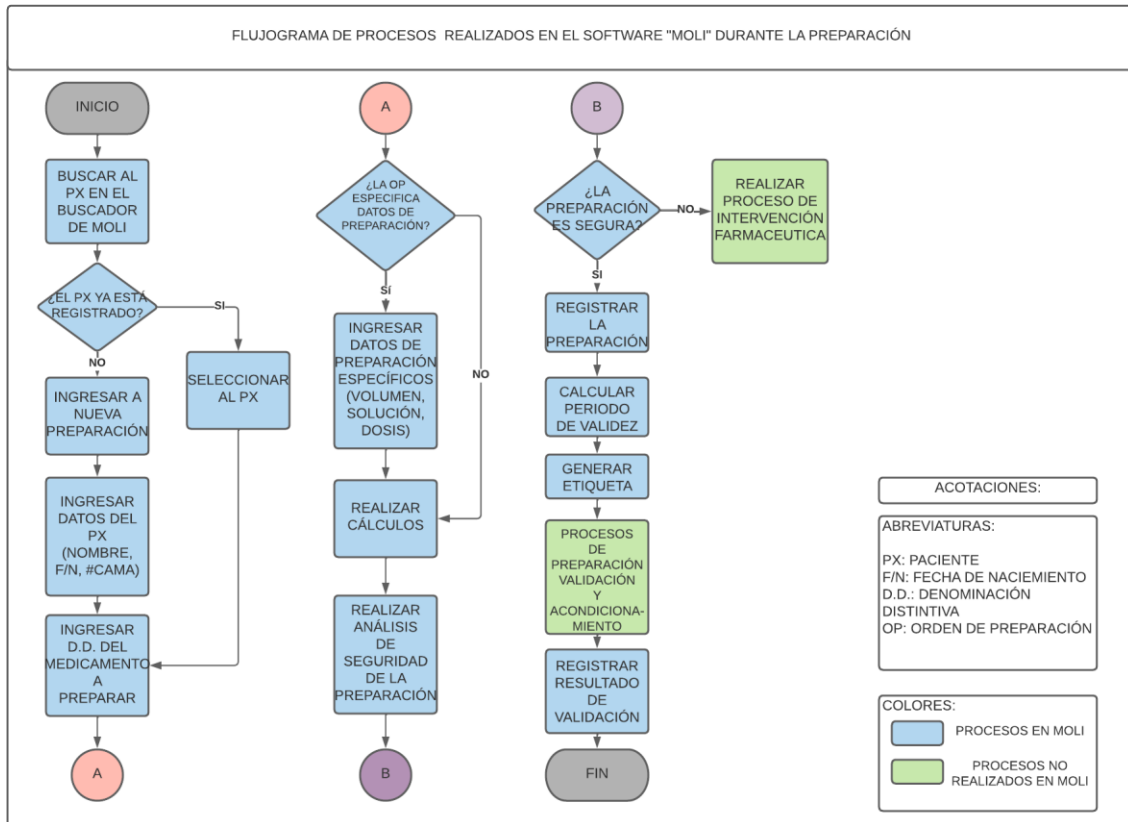 FLUJOGRAMA DE PROCESOS REALIZADOS EN EL SOFTWARE "MOLI" DURANTE LA PREPARACIÓN
INICIO
BUSCAR AL
PX EN EL
BUSCADOR
DE MOLI
¿EL PX YA ESTÁ
REGISTRADO?
SI
NO
SELECCIONAR
AL PX
INGRESAR A
NUEVA
PREPARACIÓN
INGRESAR
DATOS DEL
PX
(NOMBRE,
F/N, #CAMA)
INGRESAR
D.D. DEL
MEDICAMENTO
A
PREPARAR
A
A
¿LA OP
ESPECIFICA
DATOS DE
PREPARACIÓN?
SÍ
NO
INGRESAR
DATOS DE
PREPARACIÓN
ESPECÍFICOS
(VOLUMEN,
SOLUCIÓN,
DOSIS)
REALIZAR
CÁLCULOS
REALIZAR
ANÁLISIS
DE
SEGURIDAD
DE LA
PREPARACIÓN
B
B
¿LA
PREPARACIÓN
ES SEGURA?
NO
REALIZAR
PROCESO DE
INTERVENCIÓN
FARMACEUTICA
SI
REGISTRAR
LA
PREPARACIÓN
CALCULAR
PERIODO
DE VALIDEZ
GENERAR
ETIQUETA
PROCESOS
DE
PREPARACIÓN
VALIDACIÓN
Y
ACONDICIONA-
MIENTO
REGISTRAR
RESULTADO
DE
VALIDACIÓN
FIN
ACOTACIONES:
ABREVIATURAS:
PX: PACIENTE
F/N: FECHA DE NACIEMIENTO
D.D.: DENOMINACIÓN
DISTINTIVA
OP: ORDEN DE PREPARACIÓN
COLORES:
PROCESOS EN MOLI
PROCESOS NO
REALIZADOS EN MOLI